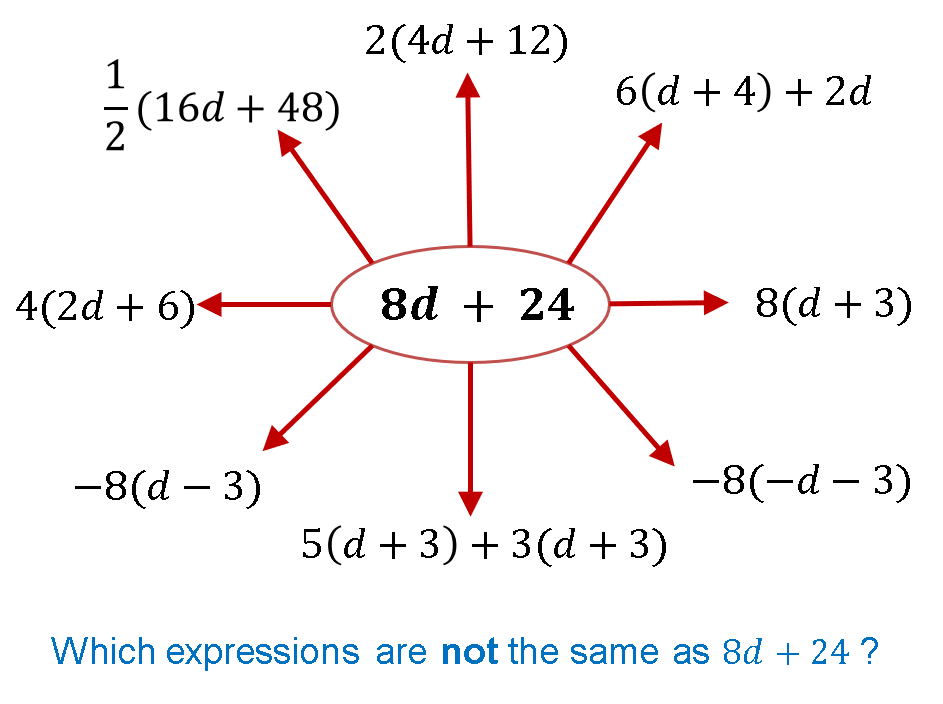 2(4d + 12)
1/2 (16d + 48)
6(d + 4) + 2d
4(2d + 6)
8d + 24
8(d + 3)
−8(d − 3)
−8(−d − 3)
5(d + 3) + 3(d + 3)
Which expressions are not the same as 8d + 24 ?